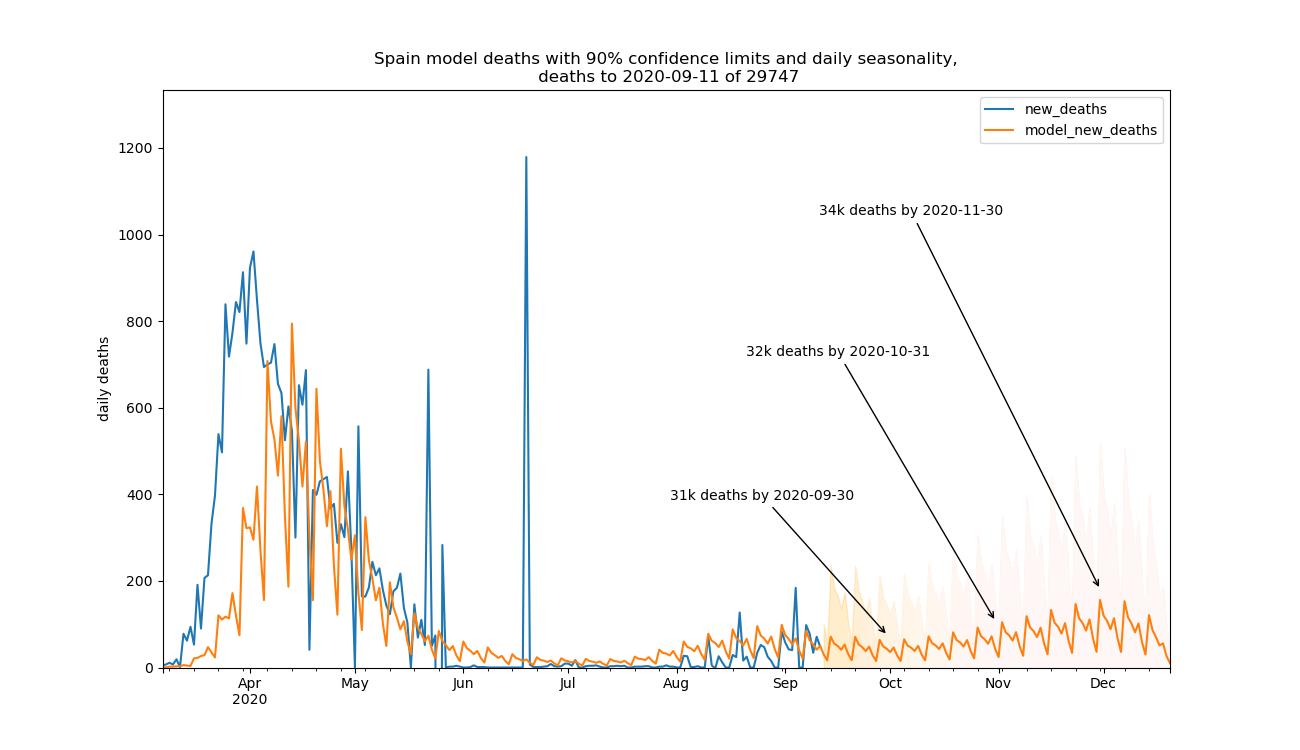 Spain model deaths with 90% confidence limits and daily seasonality,
deaths to 2020-09-11 of 29747
new_deaths
model_new_deaths
daily deaths
1200
1000
800
600
400
200
0
34k deaths by 2020-11-30
32k deaths by 2020-10-31
31k deaths by 2020-09-30
Apr May Jun Jul Aug Sep Oct Nov Dec
2020